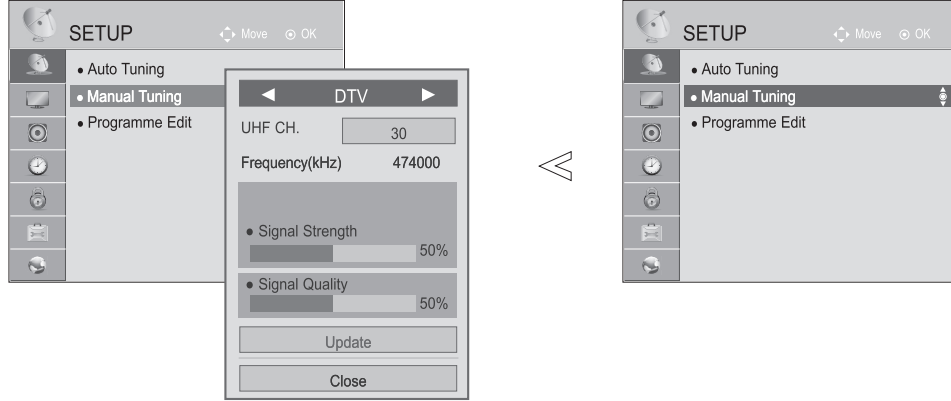 SETUP Move OK
Auto Tuning
Manual Tuning
Programme Edit
DTV
UHF CH. 30
Frequency(kHz) 474000
Signal Strength
50%
Signal Quality
50%
Update
Close
SETUP Move OK
Auto Tuning
Manual Tuning
Programme Edit